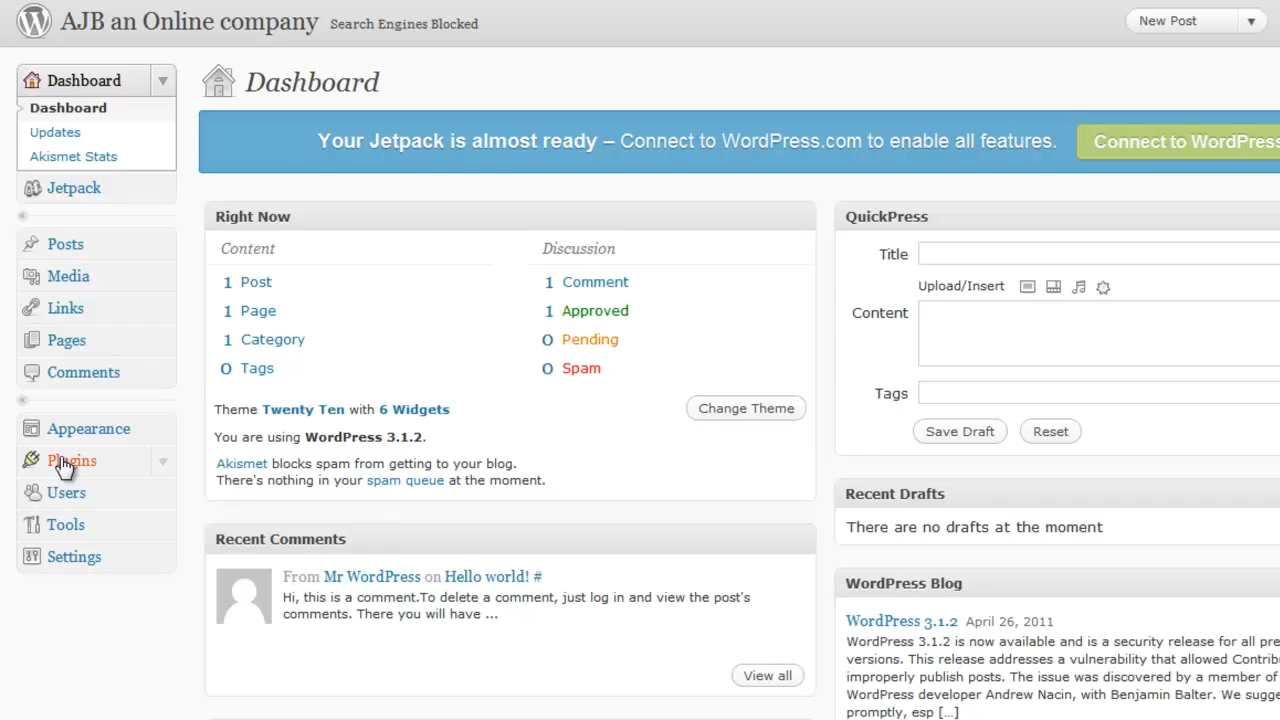 AJB an Online company Search Engines Blocked
New Post
Dashboard
Dashboard
Updates
Akismet Stats
Jetpack
Posts
Media
Links
Pages
Comments
Appearance
Plugins
Users
Tools
Settings
Dashboard
Your Jetpack is almost ready – Connect to WordPress.com to enable all features.
Connect to WordPress
Right Now
Content
Discussion
1 Post
1 Comment
1 Page
1 Approved
1 Category
0 Pending
0 Tags
0 Spam
Theme Twenty Ten with 6 Widgets
Change Theme
You are using WordPress 3.1.2.
Akismet blocks spam from getting to your blog.
There's nothing in your spam queue at the moment.
Recent Comments
From Mr WordPress on Hello world! #
Hi, this is a comment.To delete a comment, just log in and view the post's
comments. There you will have ...
View all
QuickPress
Title
Upload/Insert
Content
Tags
Save Draft
Reset
Recent Drafts
There are no drafts at the moment
WordPress Blog
WordPress 3.1.2 April 26, 2011
WordPress 3.1.2 is now available and is a security release for all pre
versions. This release addresses a vulnerability that allowed Contrib
improperly publish posts. The issue was discovered by a member of
WordPress developer Andrew Nacin, with Benjamin Balter. We sugge
promptly, esp […]